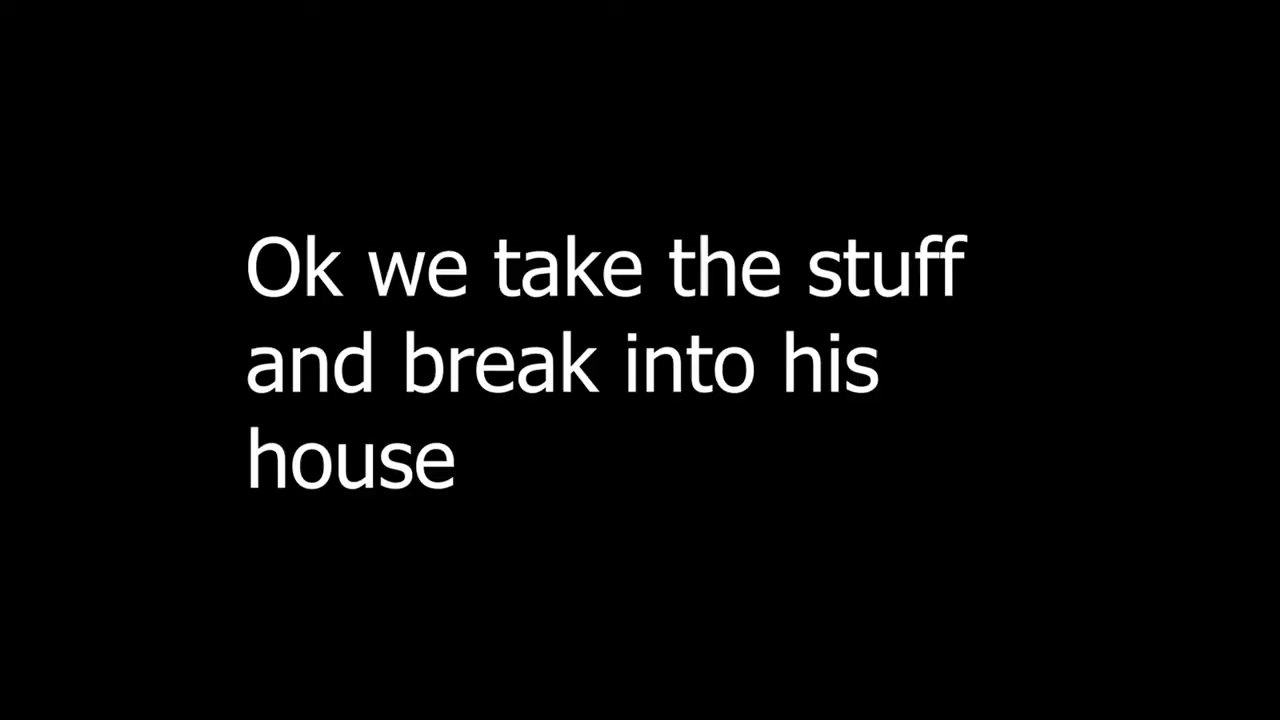 Ok we take the stuff
and break into his
house